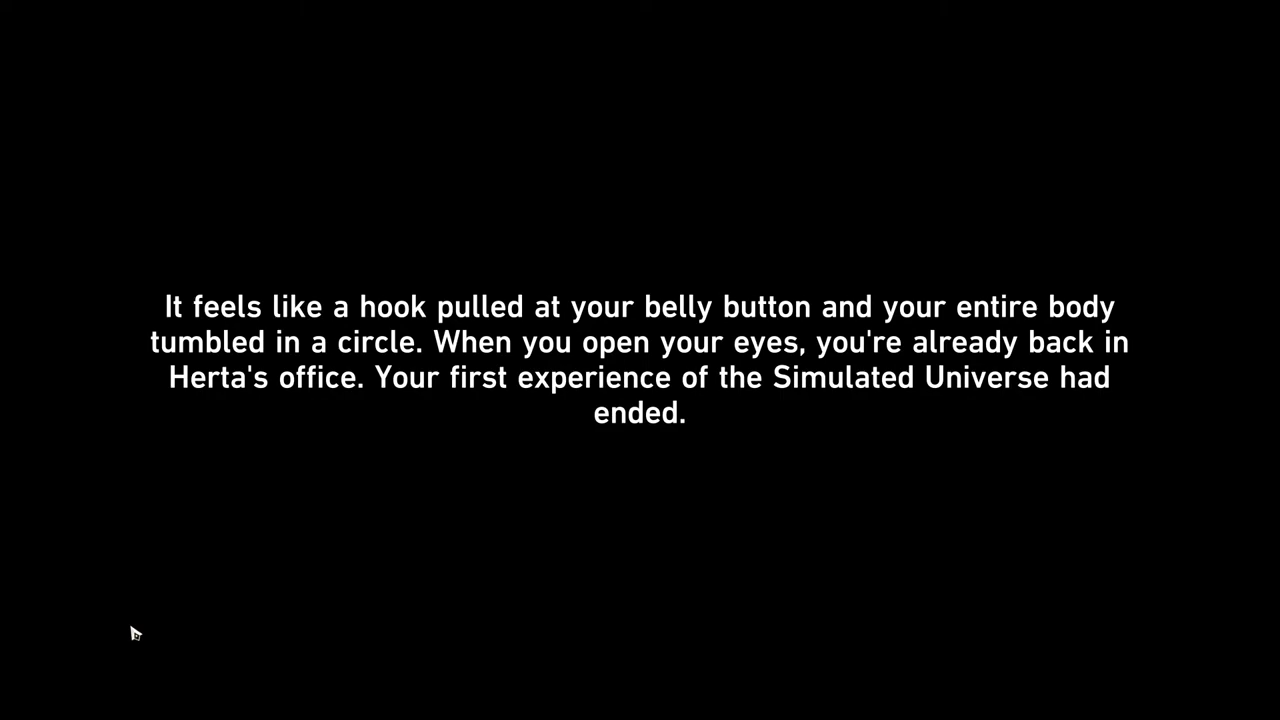 It feels like a hook pulled at your belly button and your entire body
tumbled in a circle. When you open your eyes, you're already back in
Herta's office. Your first experience of the Simulated Universe had
ended.